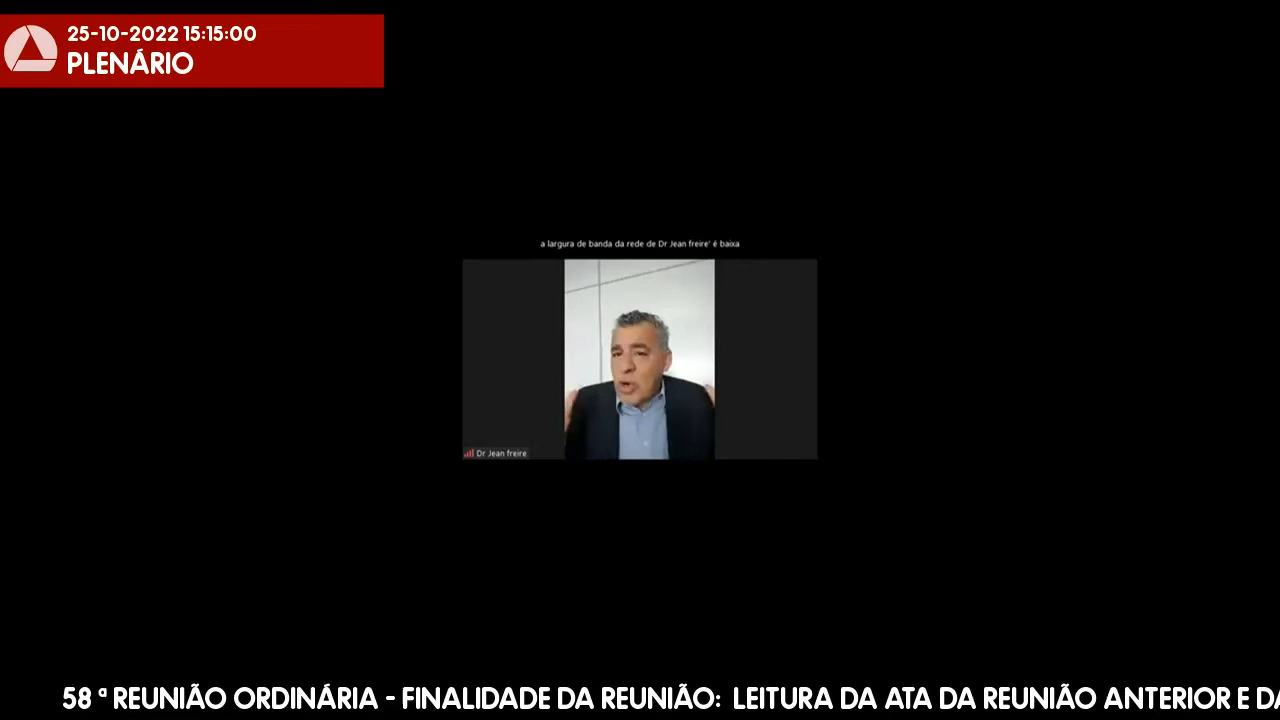 25-10-2022 15:15:00
PLENÁRIO
a largura de banda da rede de Dr Jean freire' é baixa
Dr Jean freire
58 ª REUNIÃO ORDINÁRIA - FINALIDADE DA REUNIÃO: LEITURA DA ATA DA REUNIÃO ANTERIOR E DA